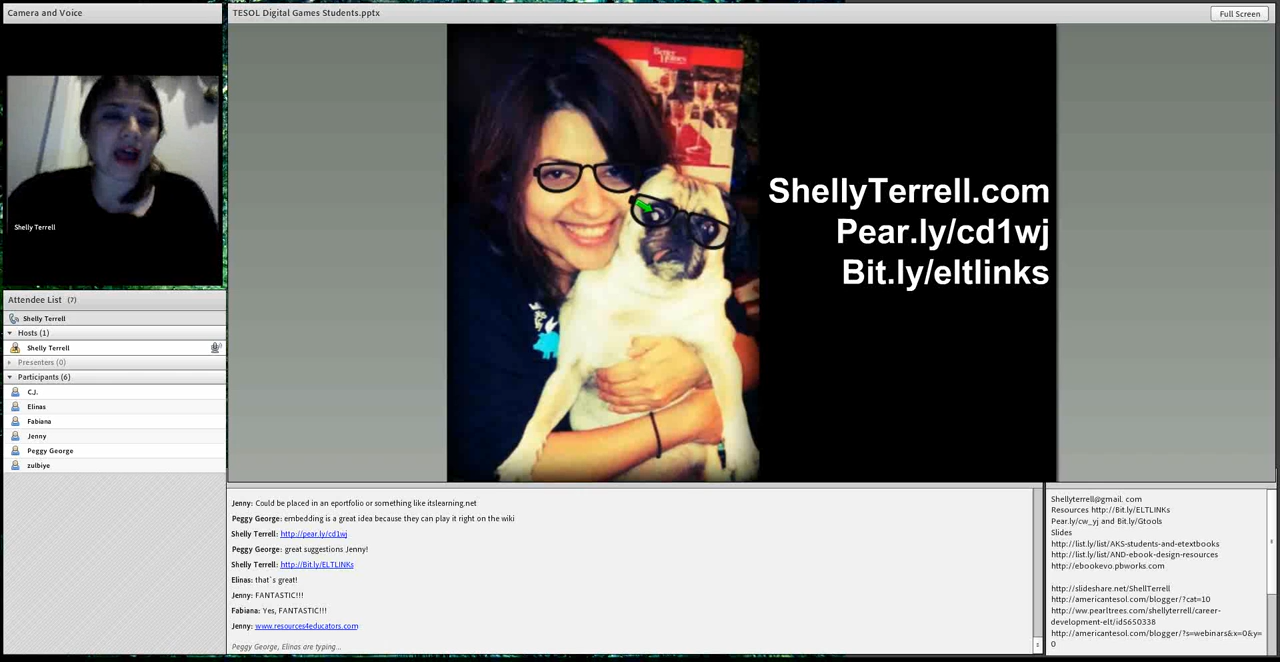 Camera and Voice
Shelly Terrell
Attendee List (7)
Shelly Terrell
Hosts (1)
Shelly Terrell
Presenters (0)
Participants (6)
C.J.
Elinas
Fabiana
Jenny
Peggy George
zulbiye
TESOL Digital Games Students.pptx
Full Screen
Better Homes
ShellyTerrell.com
Pear.ly/cd1wj
Bit.ly/eltlinks
Jenny: Could be placed in an eportfolio or something like itslearning.net
Peggy George: embedding is a great idea because they can play it right on the wiki
Shelly Terrell: http://pear.ly/cd1wj
Peggy George: great suggestions Jenny!
Shelly Terrell: http://Bit.ly/ELTLINKs
Elinas: that`s great!
Jenny: FANTASTIC!!!
Fabiana: Yes, FANTASTIC!!!
Jenny: www.resources4educators.com
Peggy George, Elinas are typing...
Shellyterrell@gmail. com
Resources http://Bit.ly/ELTLINKs
Pear.ly/cw_yj and Bit.ly/Gtools
Slides
http://list.ly/list/AKS-students-and-etextbooks
http://list.ly/list/AND-ebook-design-resources
http://ebookevo.pbworks.com
http://slideshare.net/ShellTerrell
http://americantesol.com/blogger/?cat=10
http://ww.pearltrees.com/shellyterrell/career-
development-elt/id5650338
http://americantesol.com/blogger/?s=webinars&x=0&y=
0